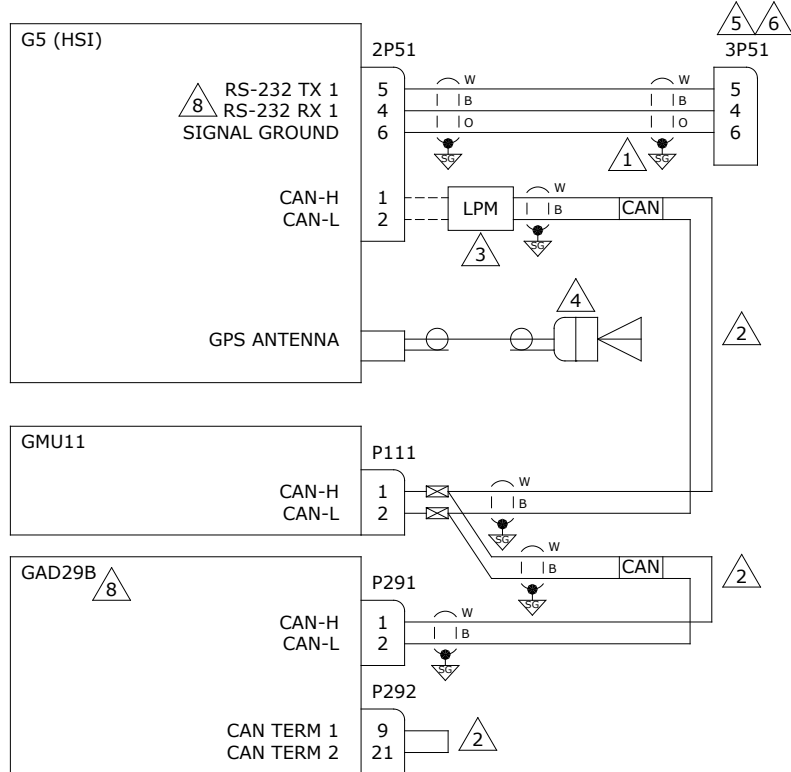 5 6
G5 (HSI)
2P51 3P51
RS-232 TX 1 5 W 5
8 RS-232 RX 1 4 B 4 B
SIGNAL GROUND 6 O 6 O
W
SG 1 SG
CAN-H 1 LPM W CAN
CAN-L 2 B
3 SG
4
GPS ANTENNA 2
GMU11
P111
CAN-H 1 W
CAN-L 2 B
SG
GAD29B 8
W CAN 2
B
SG
P291
CAN-H 1 W
CAN-L 2 B
SG
P292
CAN TERM 1 9 2
CAN TERM 2 21